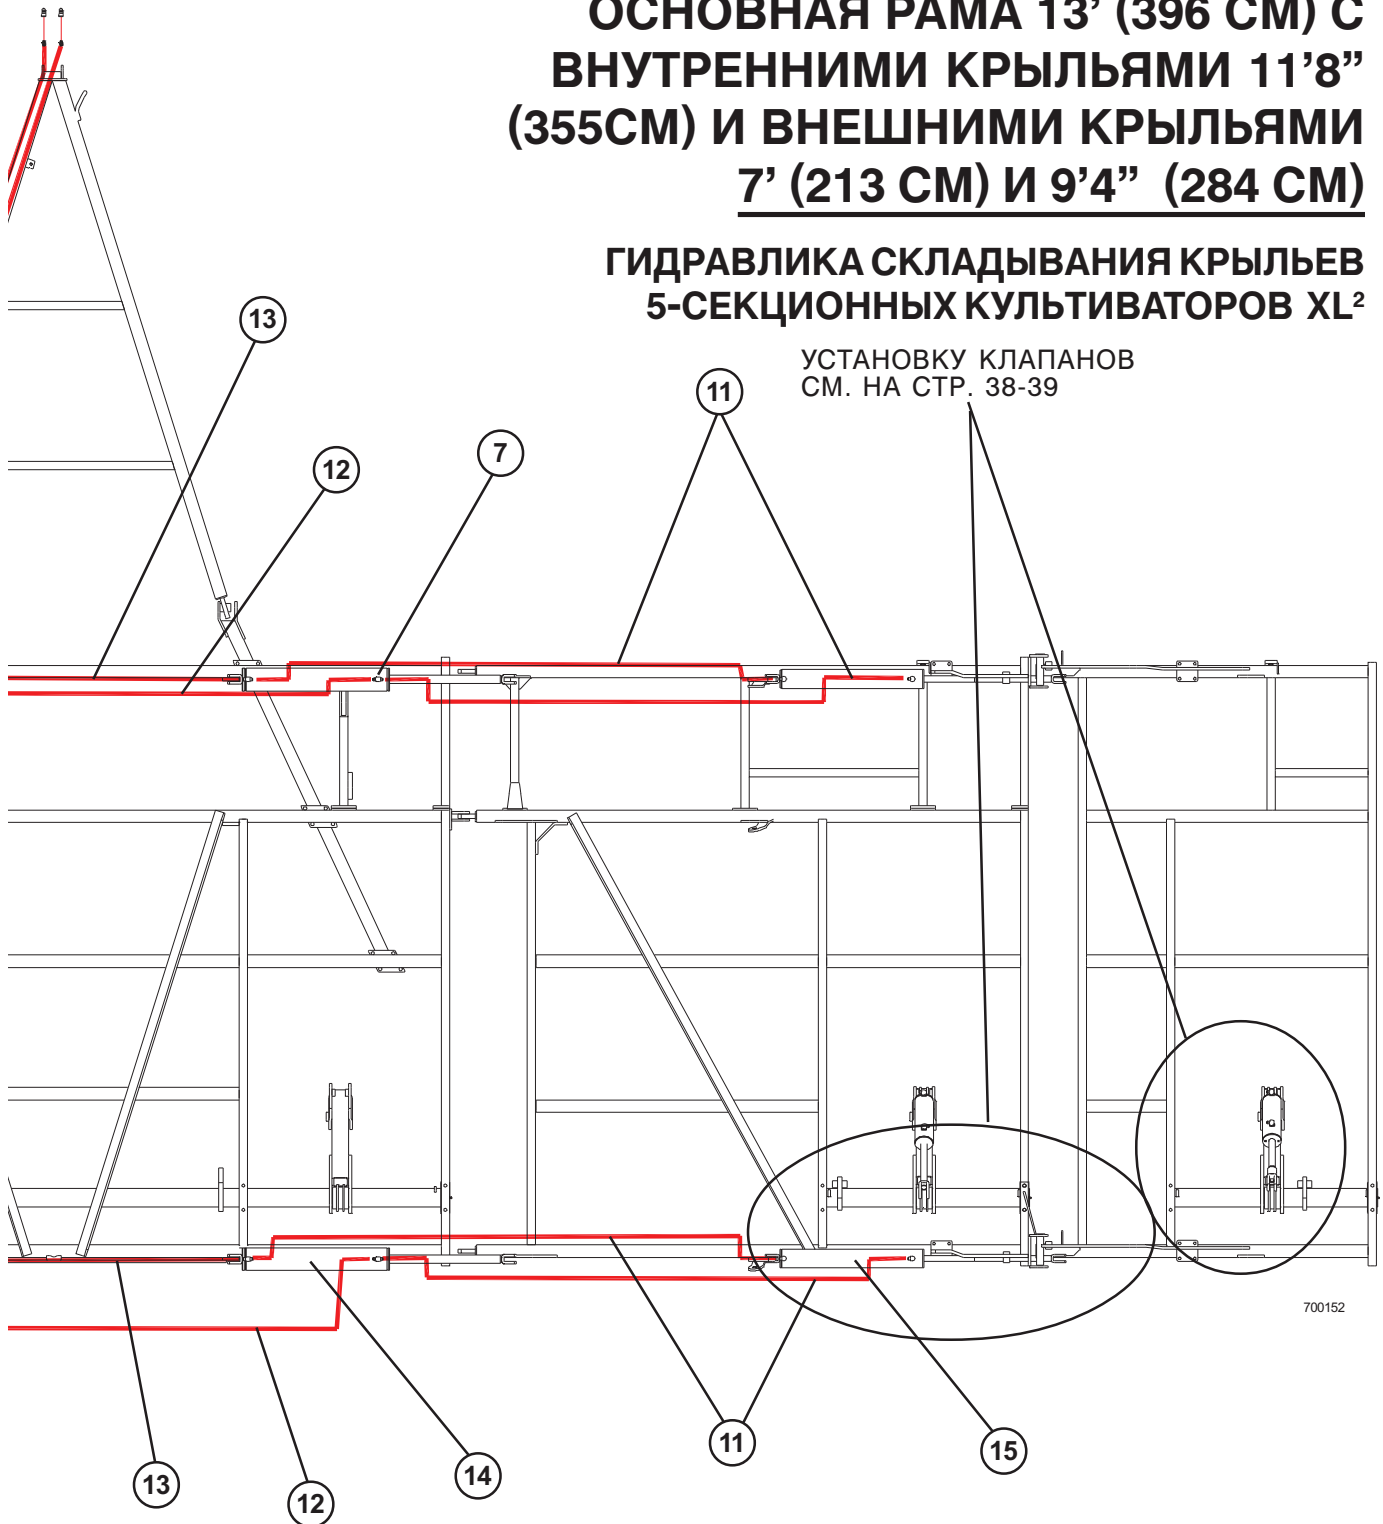 ОСНОВНАЯ РАМА 13’ (396 СМ) С
ВНУТРЕННИМИ КРЫЛЬЯМИ 11’8”
(355СМ) И ВНЕШНИМИ КРЫЛЬЯМИ
7’ (213 СМ) И 9’4” (284 СМ)
ГИДРАВЛИКА СКЛАДЫВАНИЯ КРЫЛЬЕВ
5-СЕКЦИОННЫХ КУЛЬТИВАТОРОВ XL²
УСТАНОВКУ КЛАПАНОВ
СМ. НА СТР. 38-39
13
11
12
7
700152
11
15
13
14
12